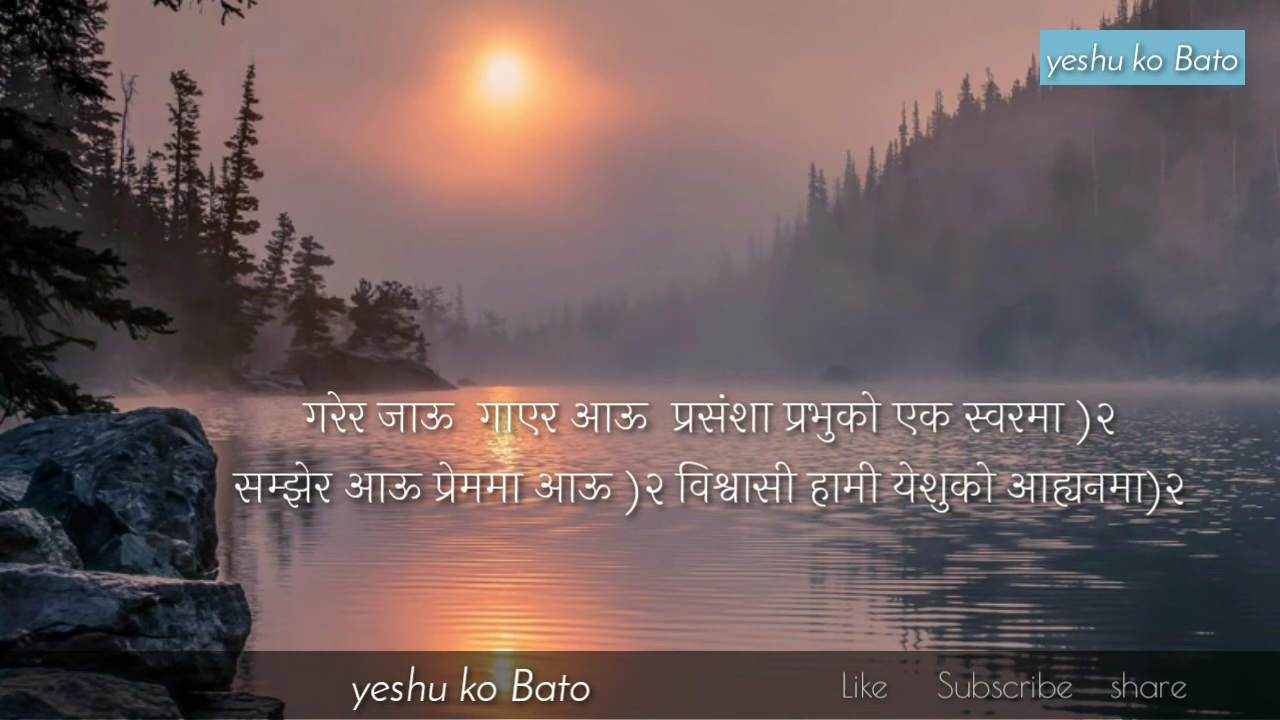 yeshu ko Bato
गरेर जाऊ गाएर आऊ प्रसंशा प्रभुको एक स्वरमा )२
सम्झेर आऊ प्रेममा आऊ )२ विश्वासी हामी येशुको आह्यनमा)२
yeshu ko Bato Like Subscribe share